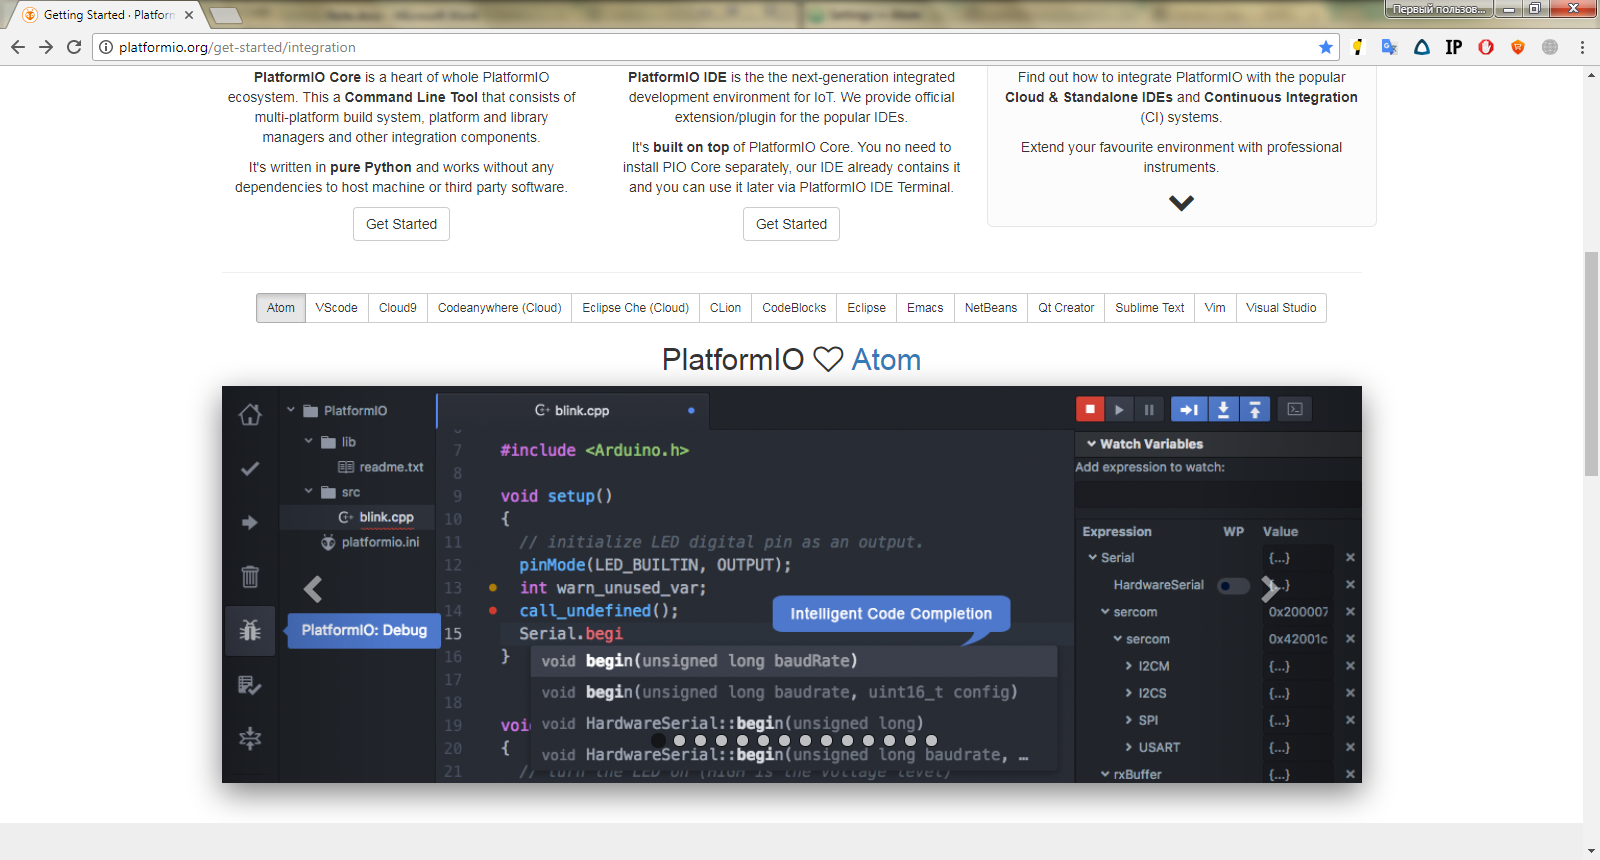 Getting Started · Platform
Первый пользов...
platformio.org/get-started/integration
IP
PlatformIO Core is a heart of whole PlatformIO
ecosystem. This a Command Line Tool that consists of
multi-platform build system, platform and library
managers and other integration components.
It's written in pure Python and works without any
dependencies to host machine or third party software.
Get Started
PlatformIO IDE is the the next-generation integrated
development environment for IoT. We provide official
extension/plugin for the popular IDEs.
It's built on top of PlatformIO Core. You no need to
install PIO Core separately, our IDE already contains it
and you can use it later via PlatformIO IDE Terminal.
Get Started
Find out how to integrate PlatformIO with the popular
Cloud & Standalone IDEs and Continuous Integration
(CI) systems.
Extend your favourite environment with professional
instruments.
Atom VScode Cloud9 Codeanywhere (Cloud) Eclipse Che (Cloud) CLion CodeBlocks Eclipse Emacs NetBeans Qt Creator Sublime Text Vim Visual Studio
PlatformIO Atom
PlatformIO
lib
readme.txt
src
blink.cpp
platformio.ini
PlatformIO: Debug
blink.cpp
7 #include <Arduino.h>
8
9 void setup()
10 {
11 // initialize LED digital pin as an output.
12 pinMode(LED_BUILTIN, OUTPUT);
13 int warn_unused_var;
14 call_undefined();
15 Serial.begi
16 }
17
18
19 voi
20 {
21 // turn the LED on (HIGH is the voltage level)
Intelligent Code Completion
void begin(unsigned long baudRate)
void begin(unsigned long baudrate, uint16_t config)
void HardwareSerial::begin(unsigned long)
void HardwareSerial::begin(unsigned long baudrate, …
Watch Variables
Add expression to watch:
Expression WP Value
Serial {...}
HardwareSerial {...}
sercom 0x200007
sercom 0x42001c
I2CM {...}
I2CS {...}
SPI {...}
USART {...}
rxBuffer {...}